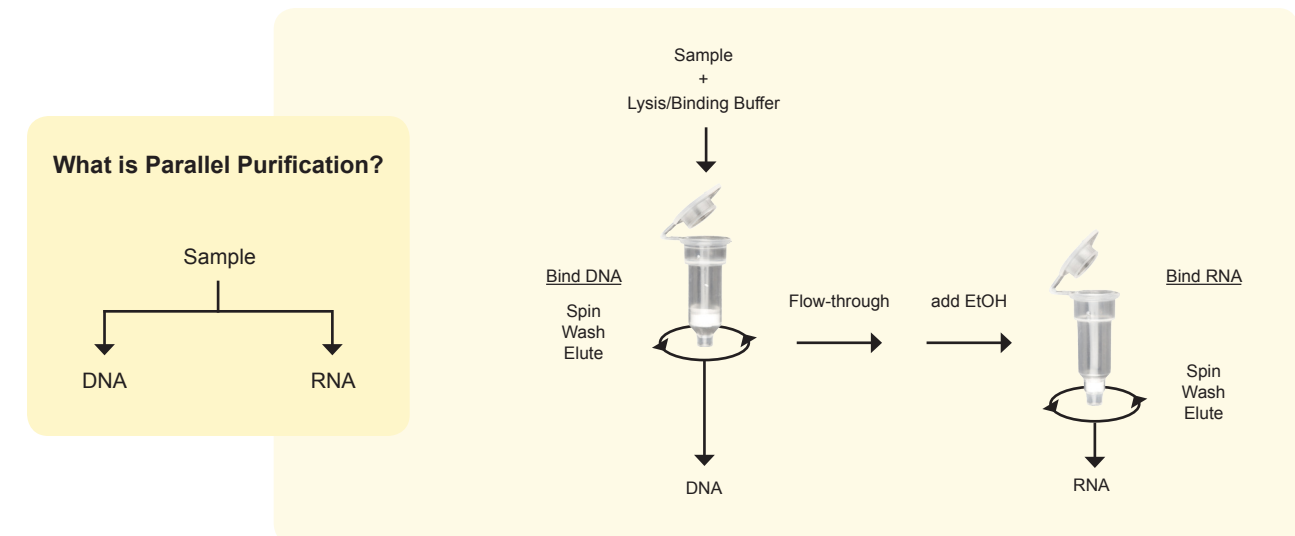 What is Parallel Purification?
Sample
DNA
RNA
Sample
+
Lysis/Binding Buffer
Bind DNA
Spin
Wash
Elute
Flow-through
add EtOH
Bind RNA
Spin
Wash
Elute
DNA
RNA